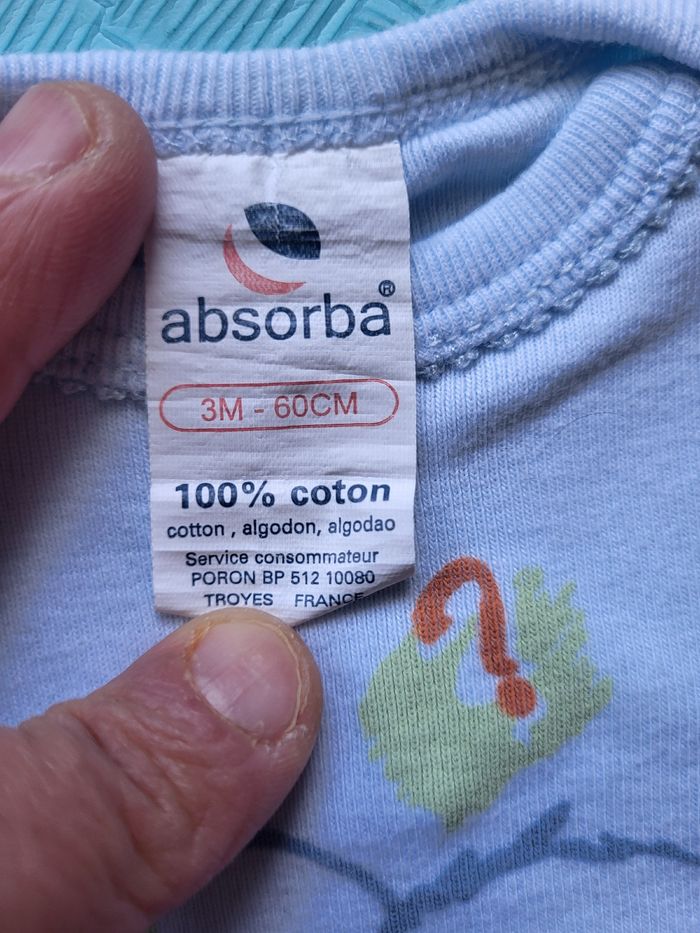 absorba®
3M - 60CM
100% coton
cotton , algodon, algodao
Service consommateur
PORON BP 512 10080
TROYES FRANCE
?